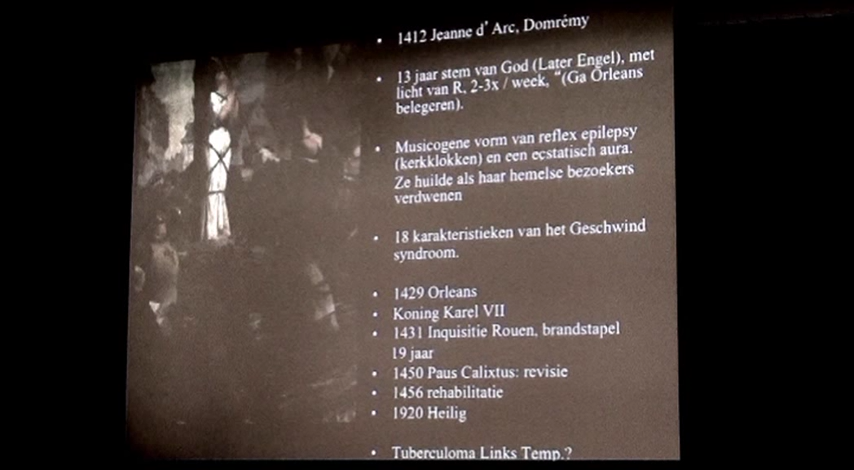 • 1412 Jeanne d' Arc, Domrémy
• 13 jaar stem van God (Later Engel), met
licht van R, 2-3x / week, "(Ga Orleans
belegeren).
• Musicogene vorm van reflex epilepsy
(kerkklokken) en een ecstatisch aura.
Ze huilde als haar hemelse bezoekers
verdwenen
• 18 karakteristieken van het Geschwind
syndroom.
• 1429 Orleans
• Koning Karel VII
• 1431 Inquisitie Rouen, brandstapel
19 jaar
• 1450 Paus Calixtus: revisie
• 1456 rehabilitatie
• 1920 Heilig
• Tuberculoma Links Temp.?